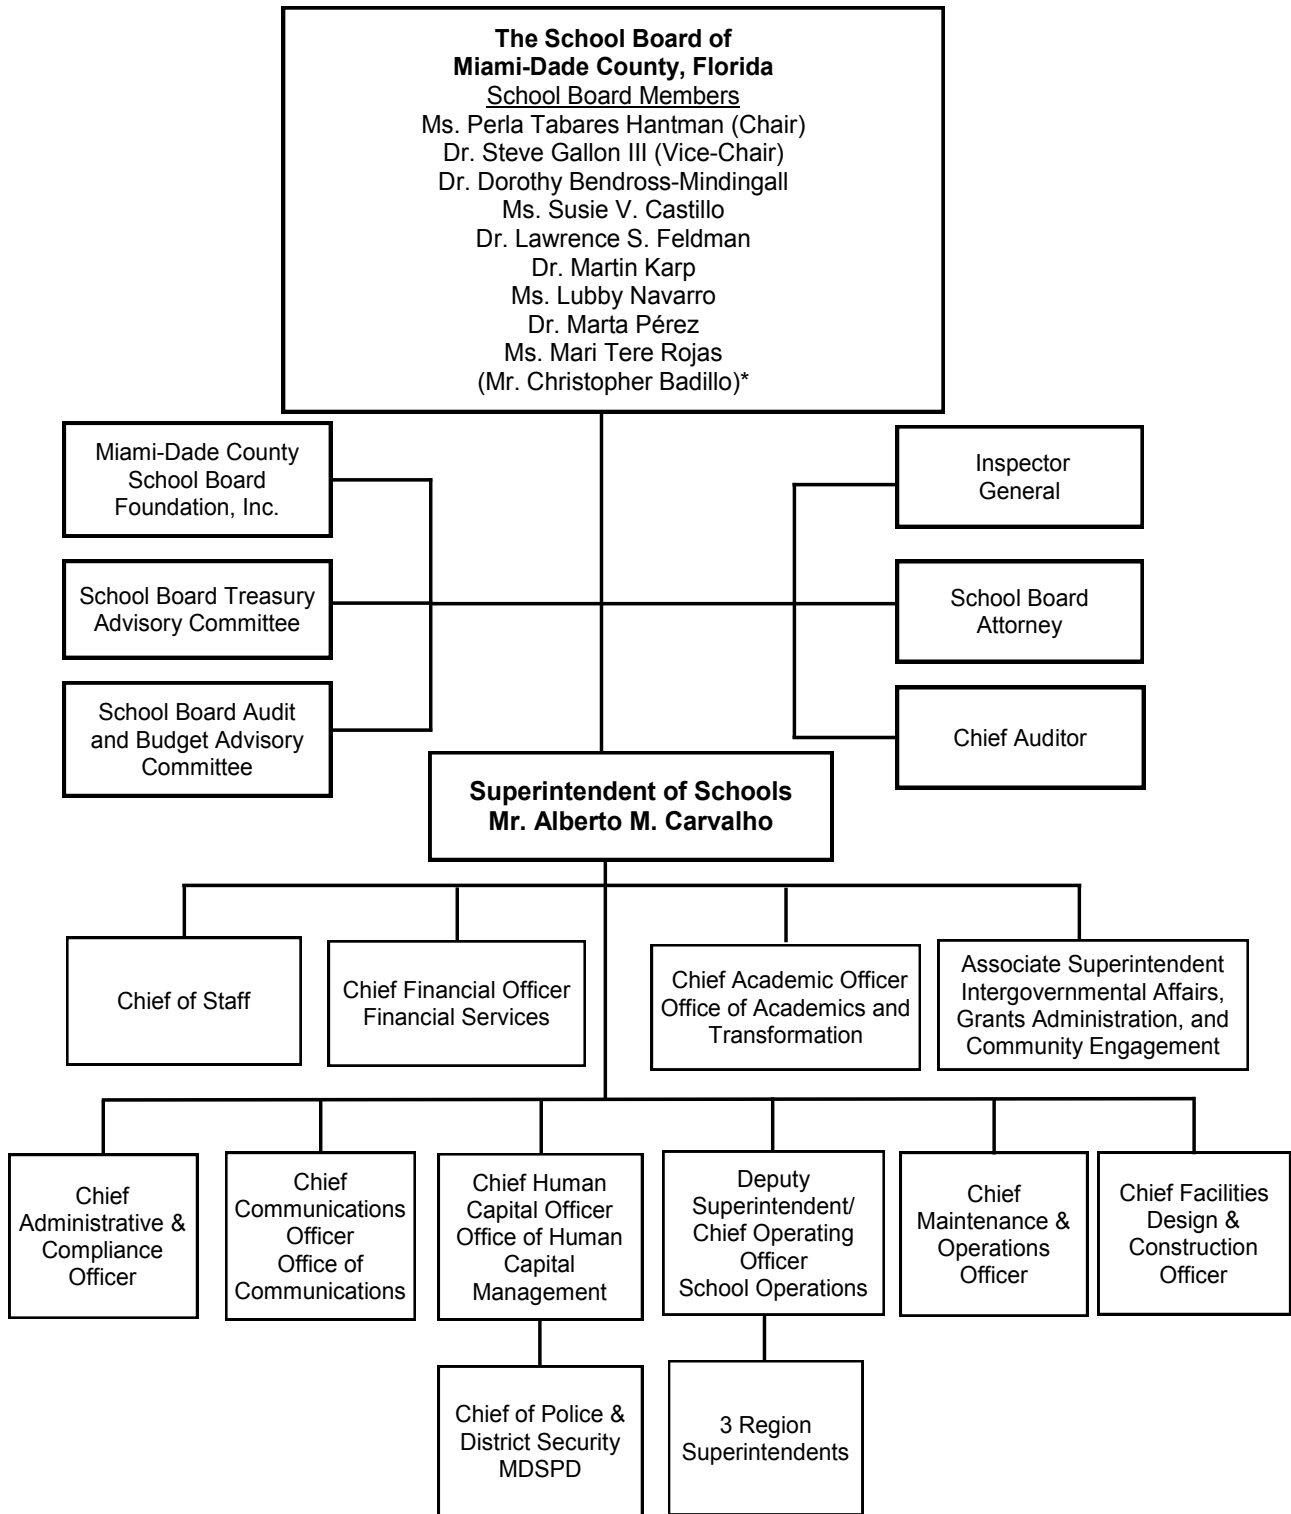 The School Board of
Miami-Dade County, Florida
School Board Members
Ms. Perla Tabares Hantman (Chair)
Dr. Steve Gallon III (Vice-Chair)
Dr. Dorothy Bendross-Mindingall
Ms. Susie V. Castillo
Dr. Lawrence S. Feldman
Dr. Martin Karp
Ms. Lubby Navarro
Dr. Marta Pérez
Ms. Mari Tere Rojas
(Mr. Christopher Badillo)*
Miami-Dade County
School Board
Foundation, Inc.
Inspector
General
School Board Treasury
Advisory Committee
School Board
Attorney
School Board Audit
and Budget Advisory
Committee
Chief Auditor
Superintendent of Schools
Mr. Alberto M. Carvalho
Chief of Staff
Chief Financial Officer
Financial Services
Chief Academic Officer
Office of Academics and
Transformation
Associate Superintendent
Intergovernmental Affairs,
Grants Administration, and
Community Engagement
Chief
Administrative &
Compliance
Officer
Chief
Communications
Officer
Office of
Communications
Chief Human
Capital Officer
Office of Human
Capital
Management
Deputy
Superintendent/
Chief Operating
Officer
School Operations
Chief
Maintenance &
Operations
Officer
Chief Facilities
Design &
Construction
Officer
Chief of Police &
District Security
MDSPD
3 Region
Superintendents